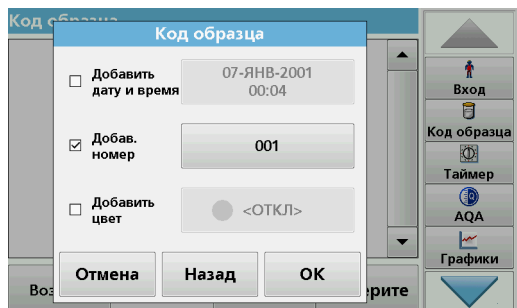 Код образца
Код образца
Добавить
дату и время
07-ЯНВ-2001
00:04
Добав.
номер
001
Добавить
цвет
<ОТКЛ>
Отмена
Назад
OK
Вход
Код образца
Таймер
AQA
Графики